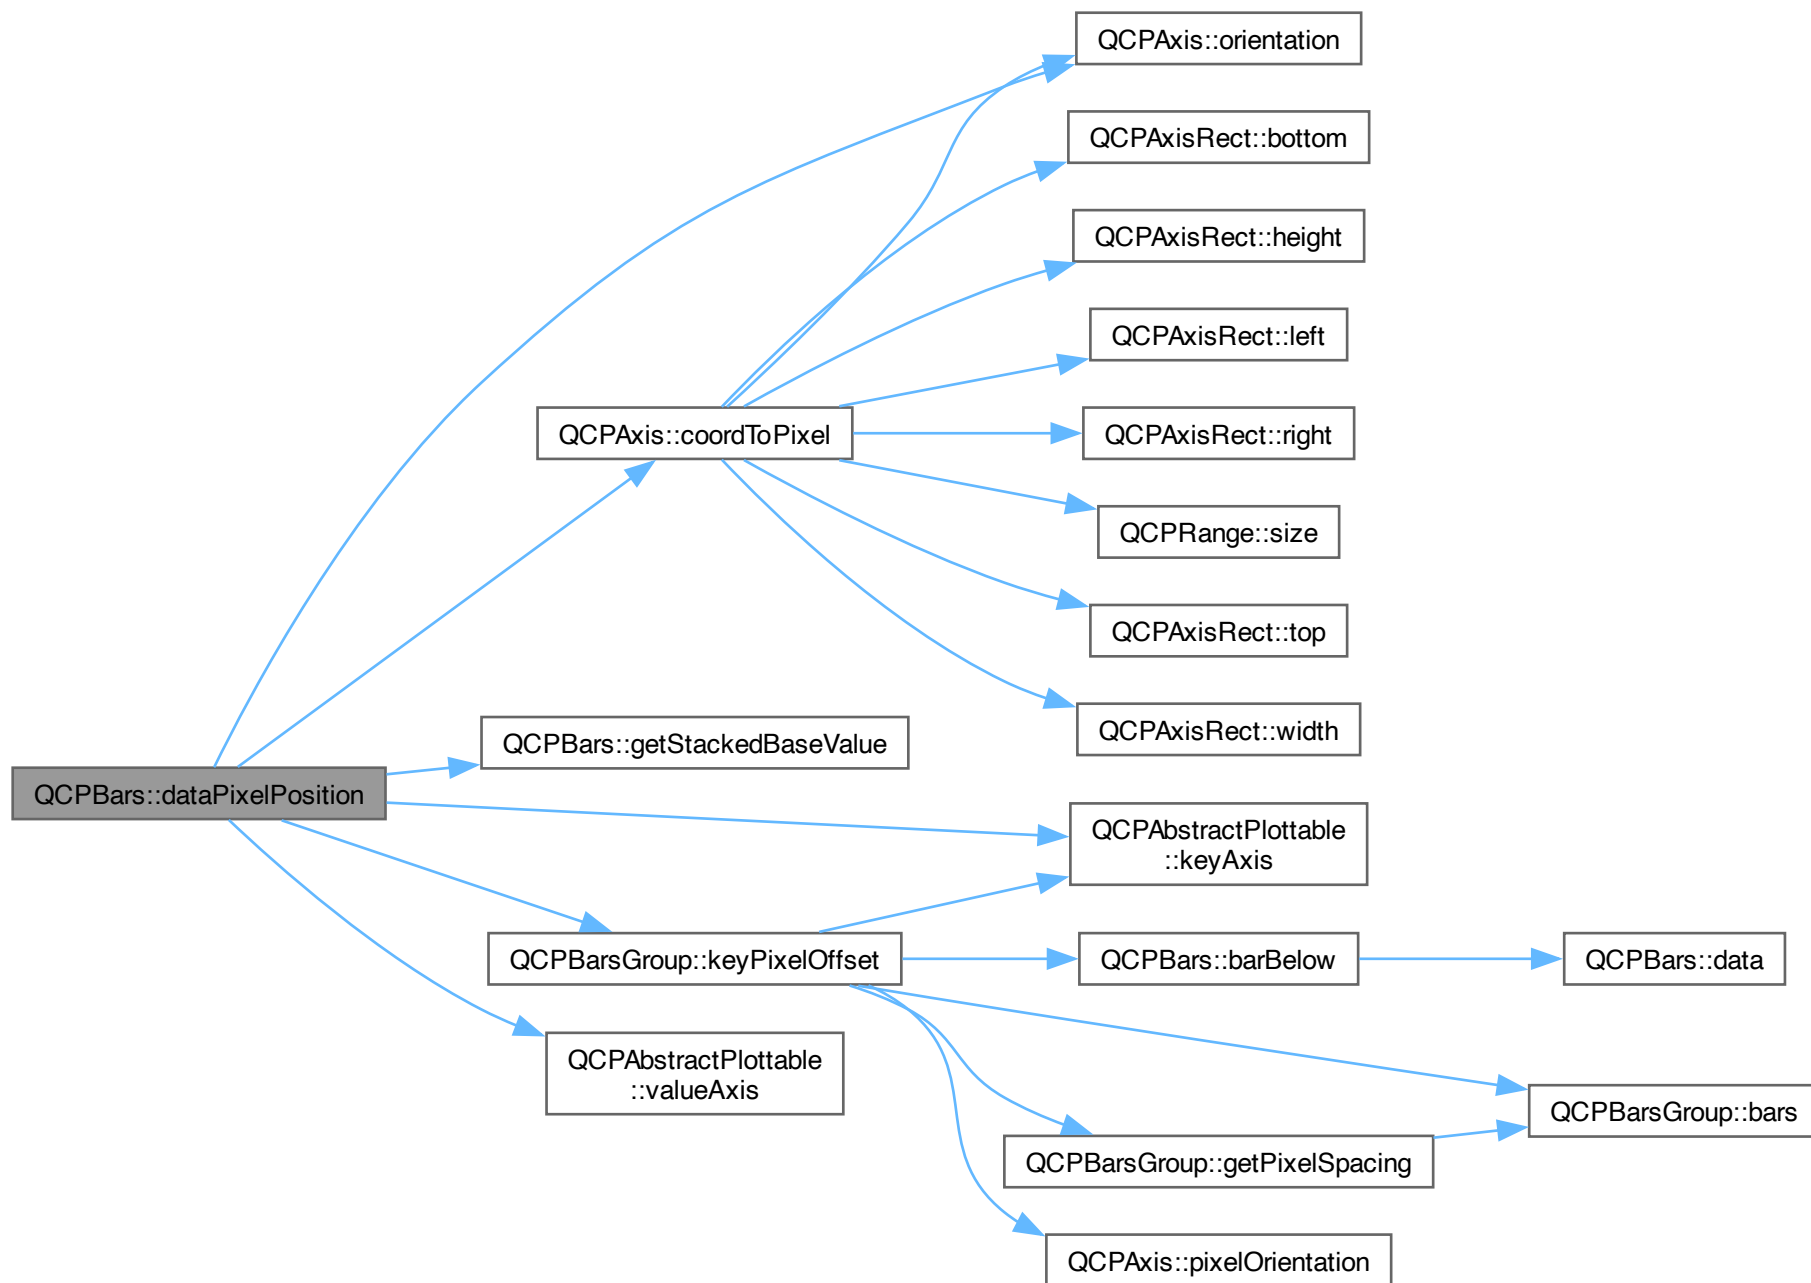 QCPAxis::orientation
QCPAxisRect::bottom
QCPAxisRect::height
QCPAxisRect::left
QCPAxis::coordToPixel
QCPAxisRect::right
QCPRange::size
QCPAxisRect::top
QCPAxisRect::width
QCPBars::getStackedBaseValue
QCPBars::dataPixelPosition
QCPAbstractPlottable
::keyAxis
QCPBarsGroup::keyPixelOffset
QCPBars::barBelow
QCPBars::data
QCPAbstractPlottable
::valueAxis
QCPBarsGroup::bars
QCPBarsGroup::getPixelSpacing
QCPAxis::pixelOrientation